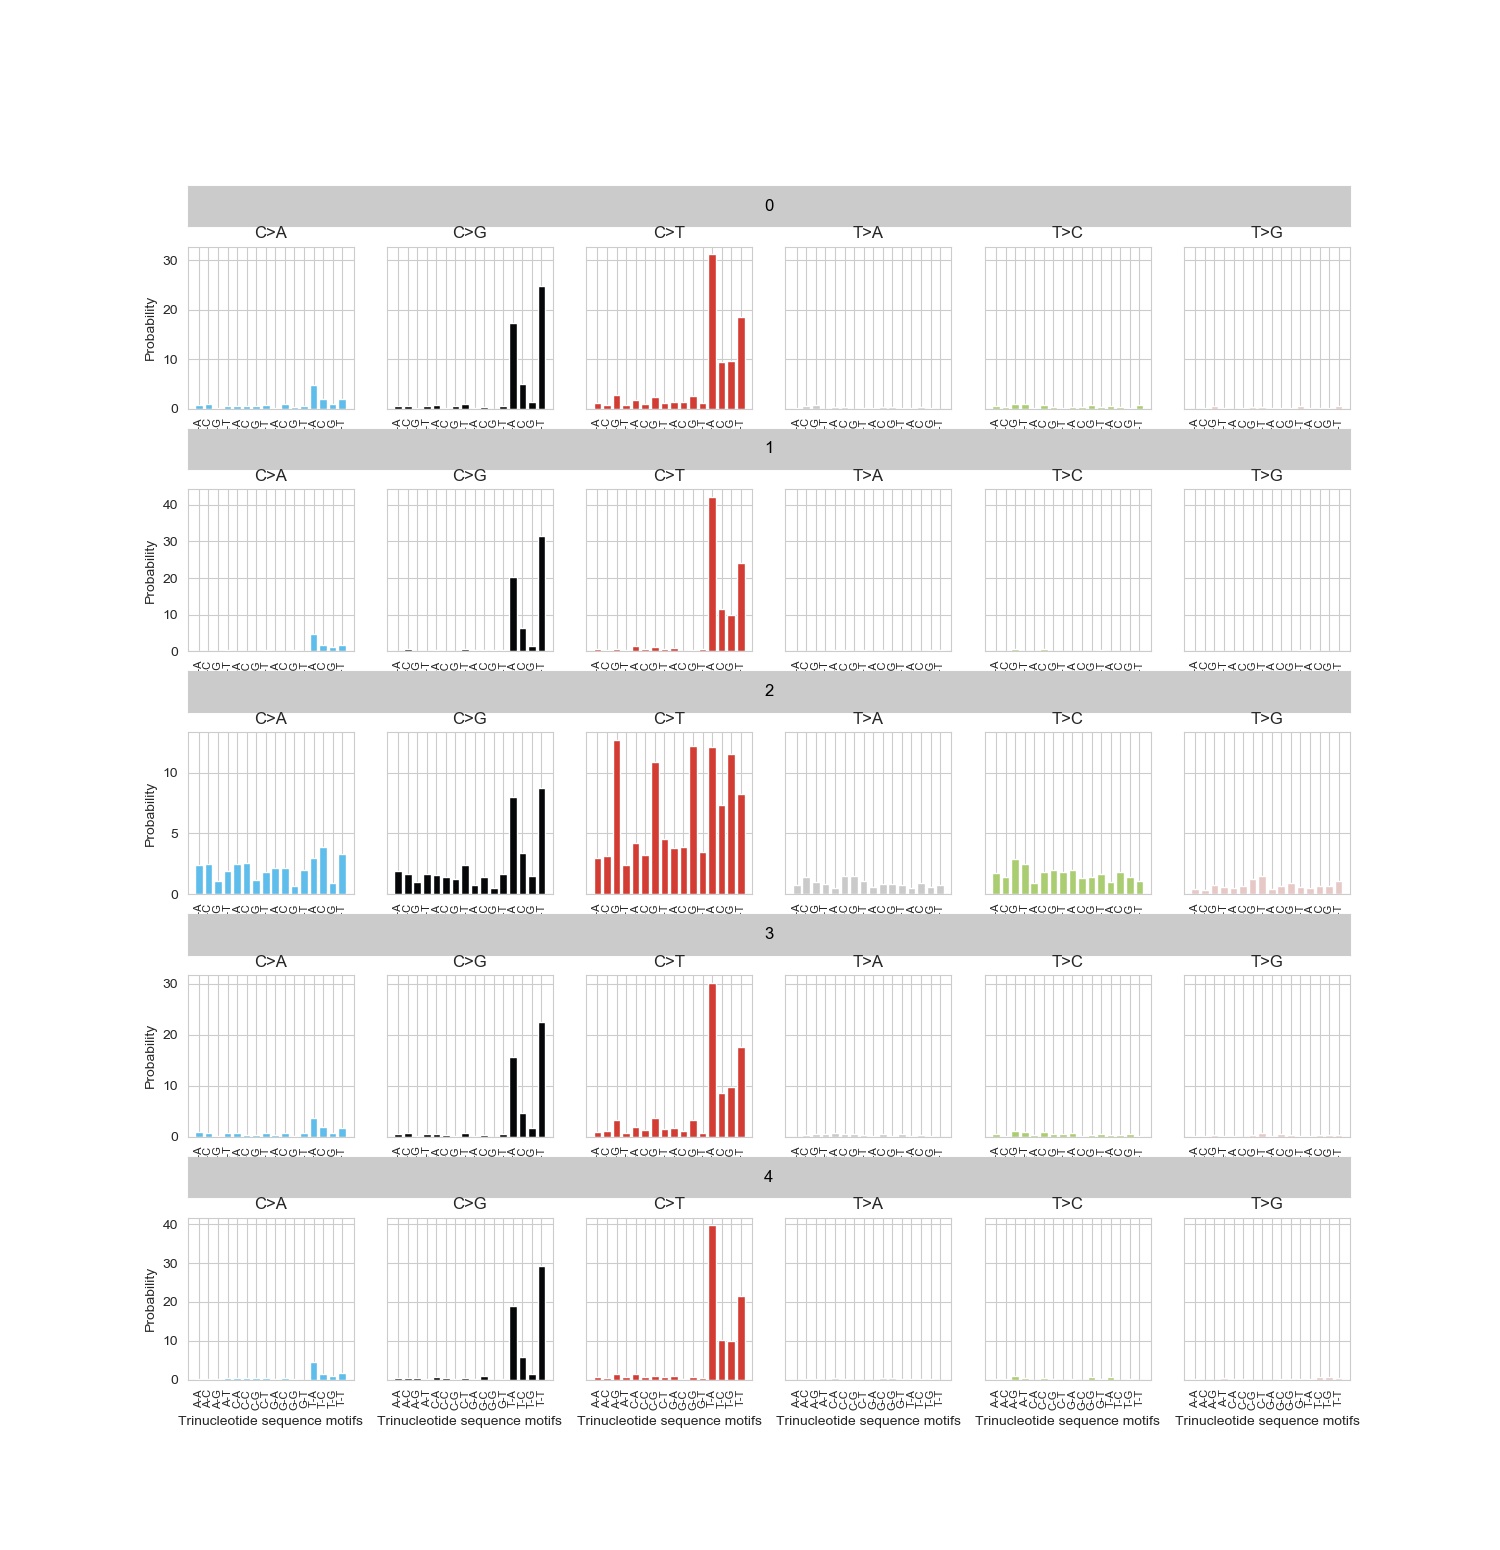 0
C>A C>G C>T T>A T>C T>G
Probability
30
20
10
0
1
C>A C>G C>T T>A T>C T>G
Probability
40
30
20
10
0
2
C>A C>G C>T T>A T>C T>G
Probability
10
5
0
3
C>A C>G C>T T>A T>C T>G
Probability
30
20
10
0
4
C>A C>G C>T T>A T>C T>G
Probability
40
30
20
10
0
A-A A-C A-G A-T C-A C-C C-G C-T G-A G-C G-G G-T T-A T-C T-G T-T
A-A A-C A-G A-T C-A C-C C-G C-T G-A G-C G-G G-T T-A T-C T-G T-T
A-A A-C A-G A-T C-A C-C C-G C-T G-A G-C G-G G-T T-A T-C T-G T-T
A-A A-C A-G A-T C-A C-C C-G C-T G-A G-C G-G G-T T-A T-C T-G T-T
A-A A-C A-G A-T C-A C-C C-G C-T G-A G-C G-G G-T T-A T-C T-G T-T
A-A A-C A-G A-T C-A C-C C-G C-T G-A G-C G-G G-T T-A T-C T-G T-T
Trinucleotide sequence motifs Trinucleotide sequence motifs Trinucleotide sequence motifs Trinucleotide sequence motifs Trinucleotide sequence motifs Trinucleotide sequence motifs